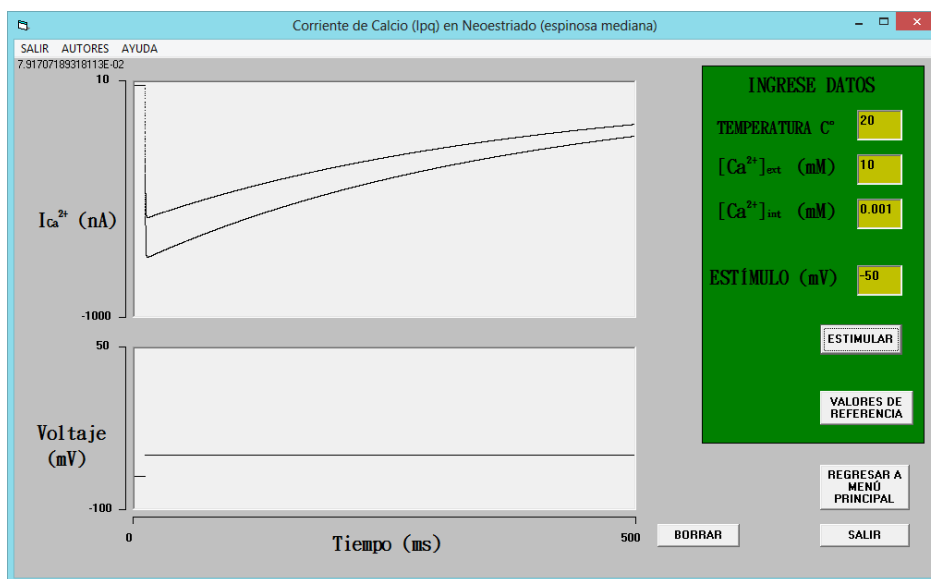 Corriente de Calcio (Ipq) en Neoestriado (espinosa mediana)
SALIR AUTORES AYUDA
7.91707189318113E-02
10
I Ca²⁺ (nA)
-1000
50
Voltaje
(mV)
-100
0
Tiempo (ms)
500
INGRESE DATOS
TEMPERATURA C°
20
[Ca²⁺]ext (mM)
10
[Ca²⁺]int (mM)
0.001
ESTÍMULO (mV)
-50
ESTIMULAR
VALORES DE
REFERENCIA
REGRESAR A
MENÚ
PRINCIPAL
BORRAR
SALIR